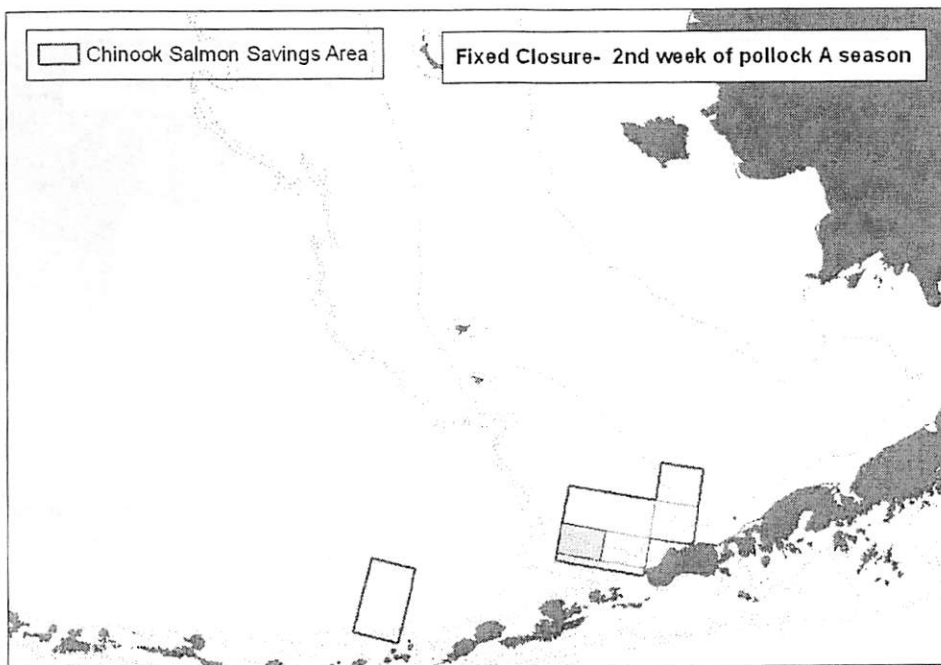 Chinook Salmon Savings Area
Fixed Closure- 2nd week of pollock A season